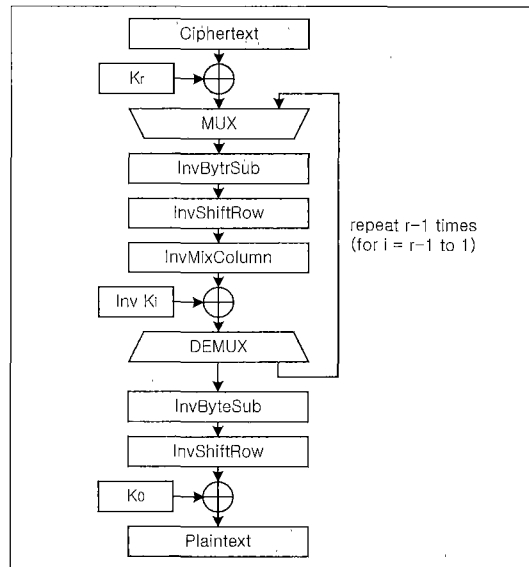 Ciphertext
Kr
MUX
InvBytrSub
InvShiftRow
InvMixColumn
repeat r-1 times
(for i = r-1 to 1)
Inv Ki
DEMUX
InvByteSub
InvShiftRow
K0
Plaintext